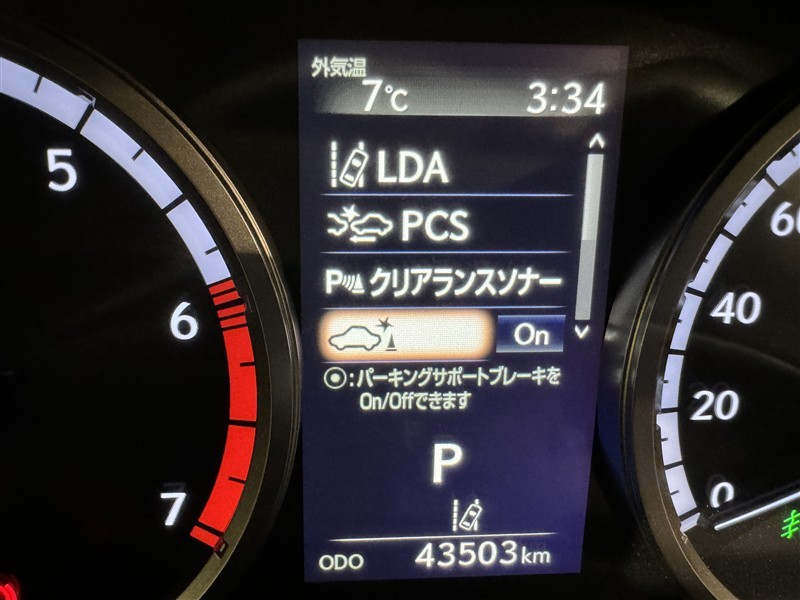 外気温
7℃ 3:34
LDA
PCS
Pクリアランスソナー
On
◉:パーキングサポートブレーキを
On/Offできます
P
ODO 43503km
5
6
7
60
40
20
0